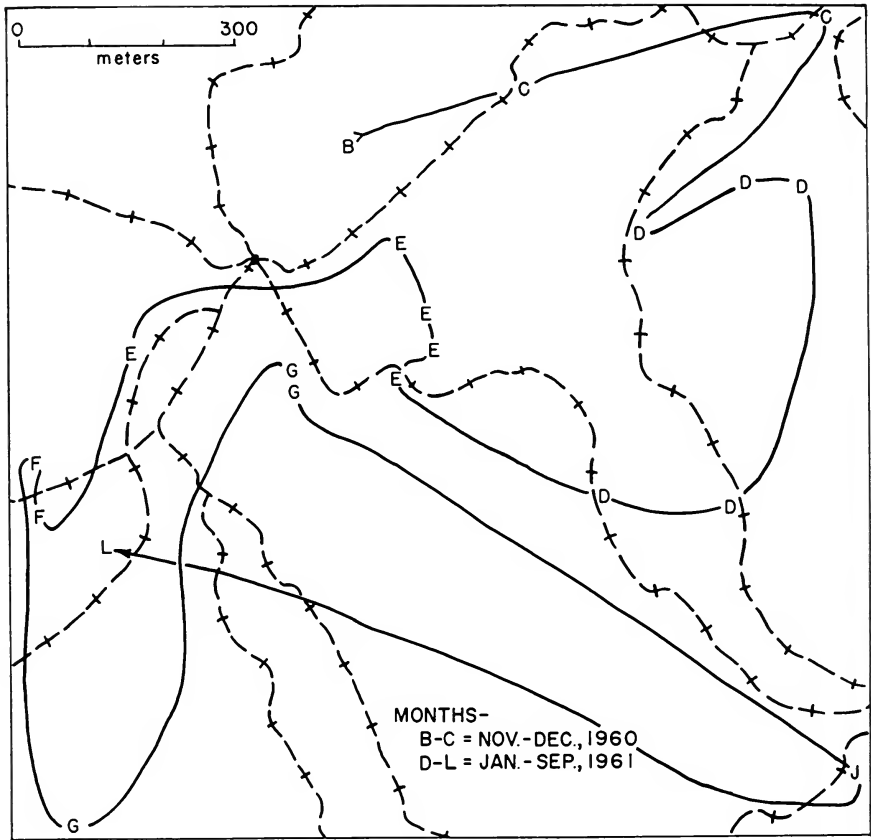 0 300
meters
C
C
B
D D
D
E
E
E
E
E
G
G
F
F
D
D
L
MONTHS-
B-C = NOV.-DEC., 1960
D-L = JAN.-SEP., 1961
J
G